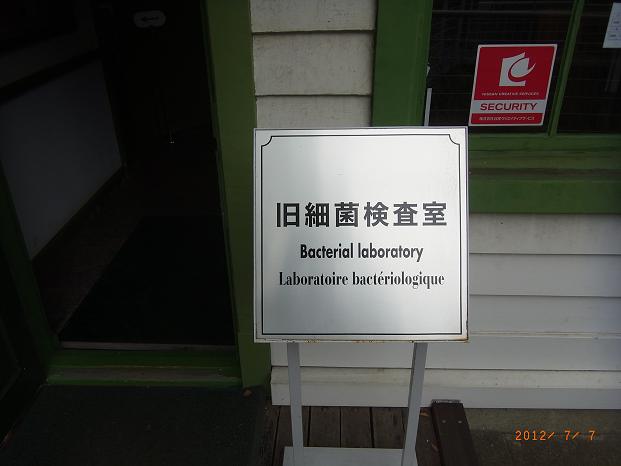 旧細菌検査室
Bacterial laboratory
Laboratoire bactériologique
SECURITY
2012/ 7/ 7